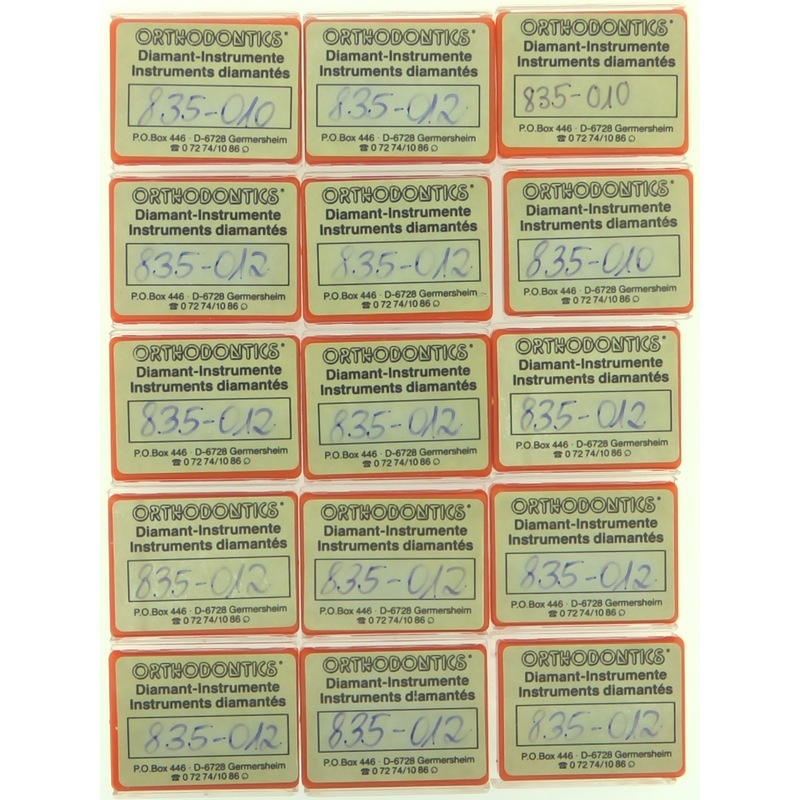 ORTHODONTICS®
Diamant-Instrumente
Instruments diamantés
835-010
P.O.Box 446 · D-6728 Germersheim
☎ 0 72 74/10 86
ORTHODONTICS®
Diamant-Instrumente
Instruments diamantés
835-012
P.O.Box 446 · D-6728 Germersheim
☎ 0 72 74/10 86
ORTHODONTICS®
Diamant-Instrumente
Instruments diamantés
835-010
P.O.Box 446 · D-6728 Germersheim
☎ 0 72 74/10 86
ORTHODONTICS®
Diamant-Instrumente
Instruments diamantés
835-012
P.O.Box 446 · D-6728 Germersheim
☎ 0 72 74/10 86
ORTHODONTICS®
Diamant-Instrumente
Instruments diamantés
835-012
P.O.Box 446 · D-6728 Germersheim
☎ 0 72 74/10 86
ORTHODONTICS®
Diamant-Instrumente
Instruments diamantés
835-010
P.O.Box 446 · D-6728 Germersheim
☎ 0 72 74/10 86
ORTHODONTICS®
Diamant-Instrumente
Instruments diamantés
835-012
P.O.Box 446 · D-6728 Germersheim
☎ 0 72 74/10 86
ORTHODONTICS®
Diamant-Instrumente
Instruments diamantés
835-012
P.O.Box 446 · D-6728 Germersheim
☎ 0 72 74/10 86
ORTHODONTICS®
Diamant-Instrumente
Instruments diamantés
835-012
P.O.Box 446 · D-6728 Germersheim
☎ 0 72 74/10 86
ORTHODONTICS®
Diamant-Instrumente
Instruments diamantés
835-012
P.O.Box 446 · D-6728 Germersheim
☎ 0 72 74/10 86
ORTHODONTICS®
Diamant-Instrumente
Instruments diamantés
835-012
P.O.Box 446 · D-6728 Germersheim
☎ 0 72 74/10 86
ORTHODONTICS®
Diamant-Instrumente
Instruments diamantés
835-012
P.O.Box 446 · D-6728 Germersheim
☎ 0 72 74/10 86
ORTHODONTICS®
Diamant-Instrumente
Instruments diamantés
835-012
P.O.Box 446 · D-6728 Germersheim
☎ 0 72 74/10 86
ORTHODONTICS®
Diamant-Instrumente
Instruments diamantés
835-012
P.O.Box 446 · D-6728 Germersheim
☎ 0 72 74/10 86
ORTHODONTICS®
Diamant-Instrumente
Instruments diamantés
835-012
P.O.Box 446 · D-6728 Germersheim
☎ 0 72 74/10 86